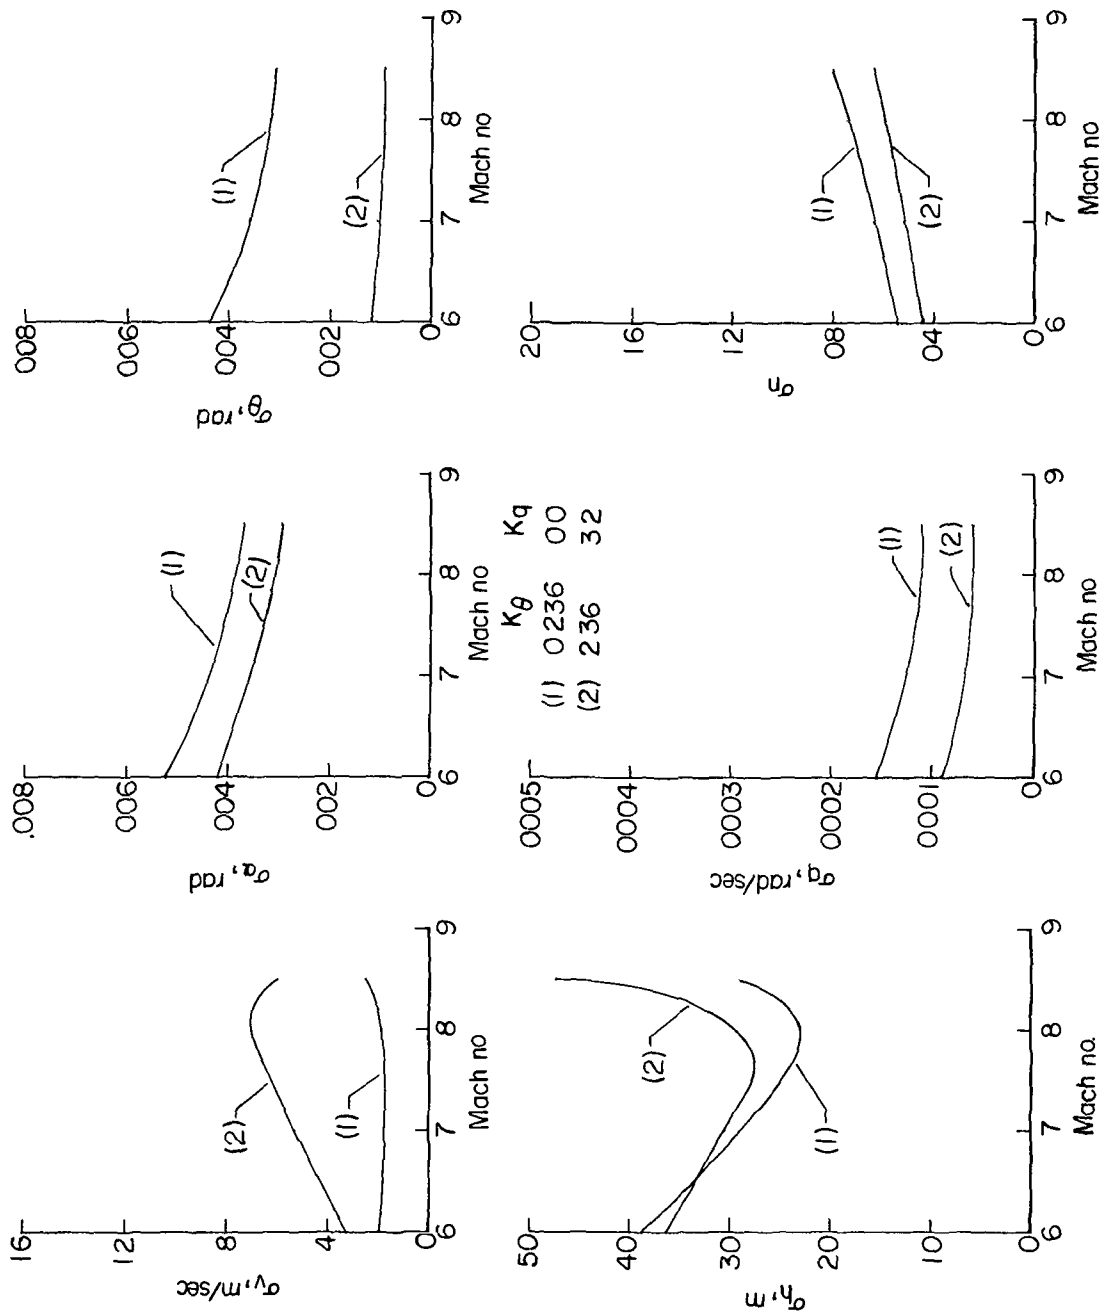 16
12
8
4
0
σV, m/sec
(2)
(1)
6 7 8 9
Mach no
.008
006
004
002
0
σα, rad
(1)
(2)
6 7 8 9
Mach no
008
006
004
002
0
σθ, rad
(1)
(2)
6 7 8 9
Mach no
Kθ Kq
(1) 0236 00
(2) 236 32
50
40
30
20
10
0
σh, m
(2)
(1)
6 7 8 9
Mach no.
0005
0004
0003
0002
0001
0
σq, rad/sec
(1)
(2)
6 7 8 9
Mach no
20
16
12
08
04
0
σn
(1)
(2)
6 7 8 9
Mach no